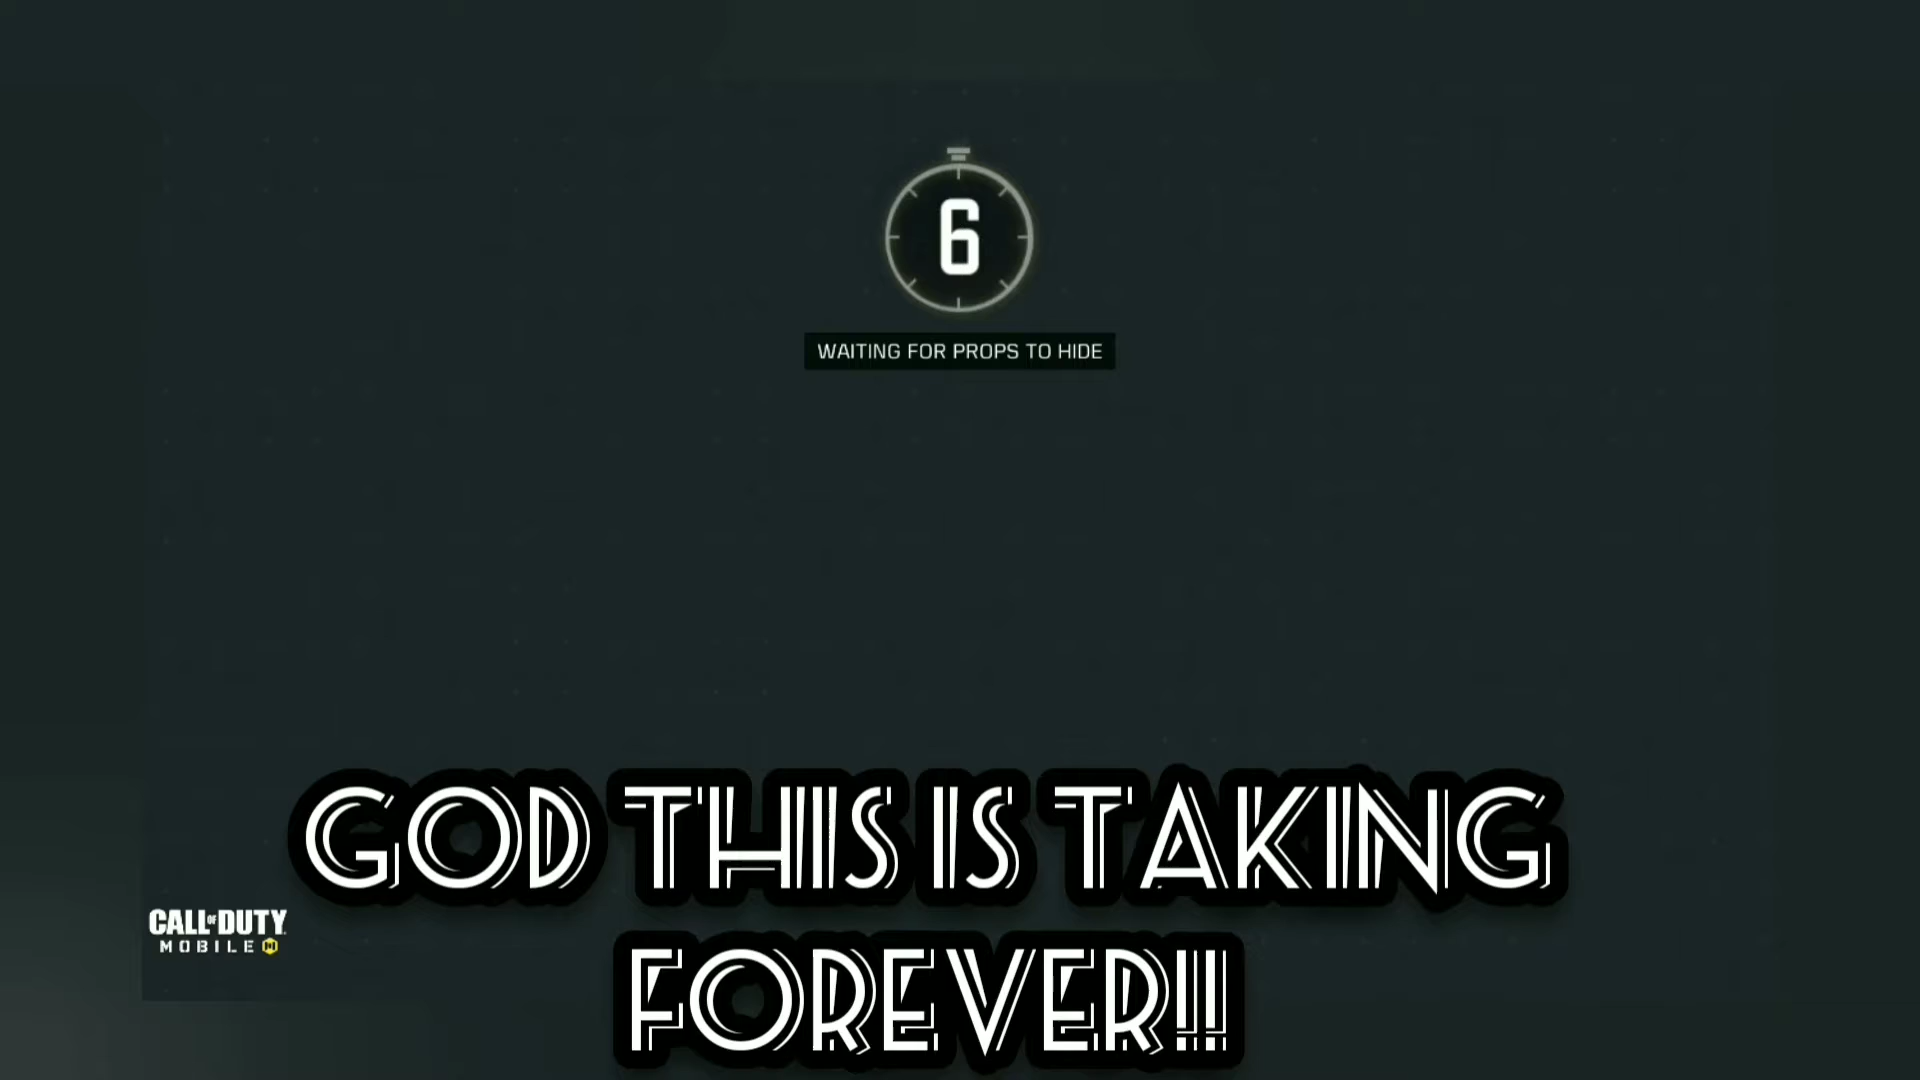 6
WAITING FOR PROPS TO HIDE
GOD THIS IS TAKING
FOREVER!!!
CALL OF DUTY
MOBILE